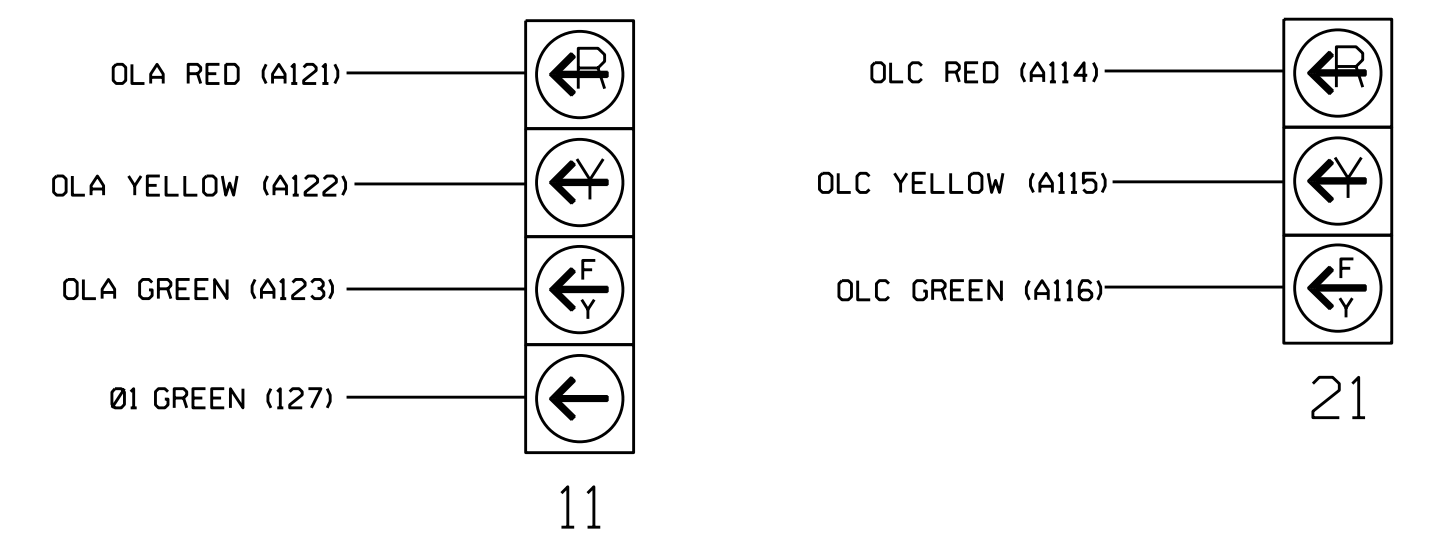 OLA RED (A121)
R
OLA YELLOW (A122)
Y
OLA GREEN (A123)
F
Y
Ø1 GREEN (127)
11
OLC RED (A114)
R
OLC YELLOW (A115)
Y
OLC GREEN (A116)
F
Y
21